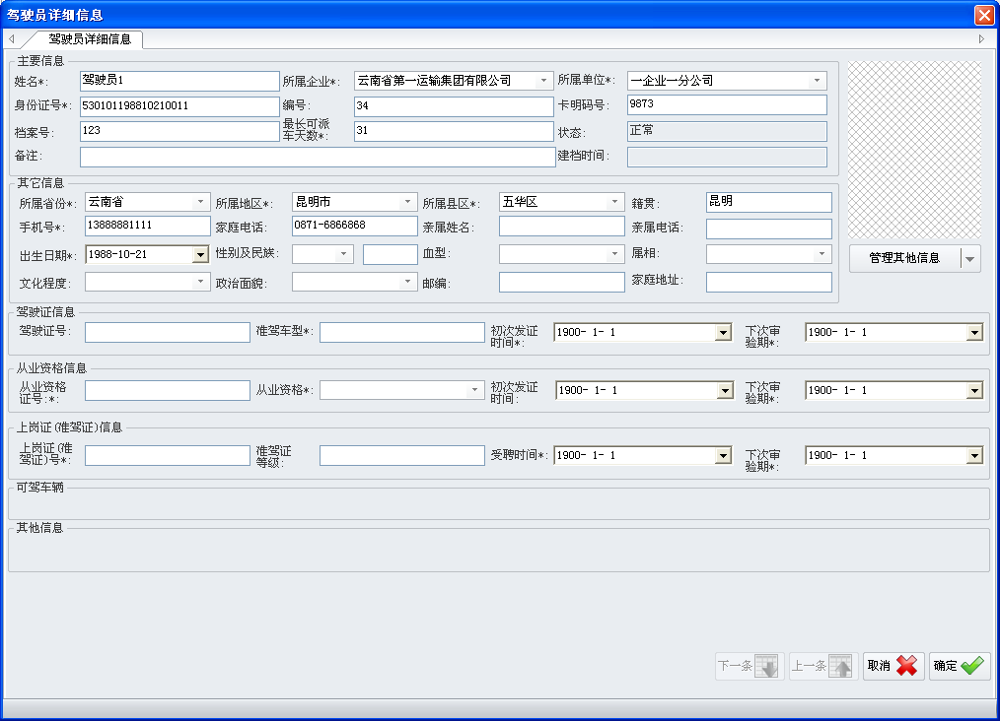 驾驶员详细信息
驾驶员详细信息
主要信息
姓名*: 驾驶员1 所属企业*: 云南省第一运输集团有限公司 所属单位*: 一企业一分公司
身份证号*: 530101198810210011 编号: 34 卡明码号: 9873
档案号: 123 最长可派车天数*: 31 状态: 正常
备注: 建档时间:
其它信息
所属省份*: 云南省 所属地区*: 昆明市 所属县区*: 五华区 籍贯: 昆明
手机号*: 13888881111 家庭电话: 0871-6866868 亲属姓名: 亲属电话:
出生日期*: 1988-10-21 性别及民族: 血型: 属相:
文化程度: 政治面貌: 邮编: 家庭地址:
管理其他信息
驾驶证信息
驾驶证号: 准驾车型*: 初次发证时间*: 1900- 1- 1 下次审验期*: 1900- 1- 1
从业资格信息
从业资格证号:*: 从业资格*: 初次发证时间: 1900- 1- 1 下次审验期*: 1900- 1- 1
上岗证(准驾证)信息
上岗证(准驾证)号*: 准驾证等级: 受聘时间*: 1900- 1- 1 下次审验期*: 1900- 1- 1
可驾车辆
其他信息
下一条 上一条 取消 确定